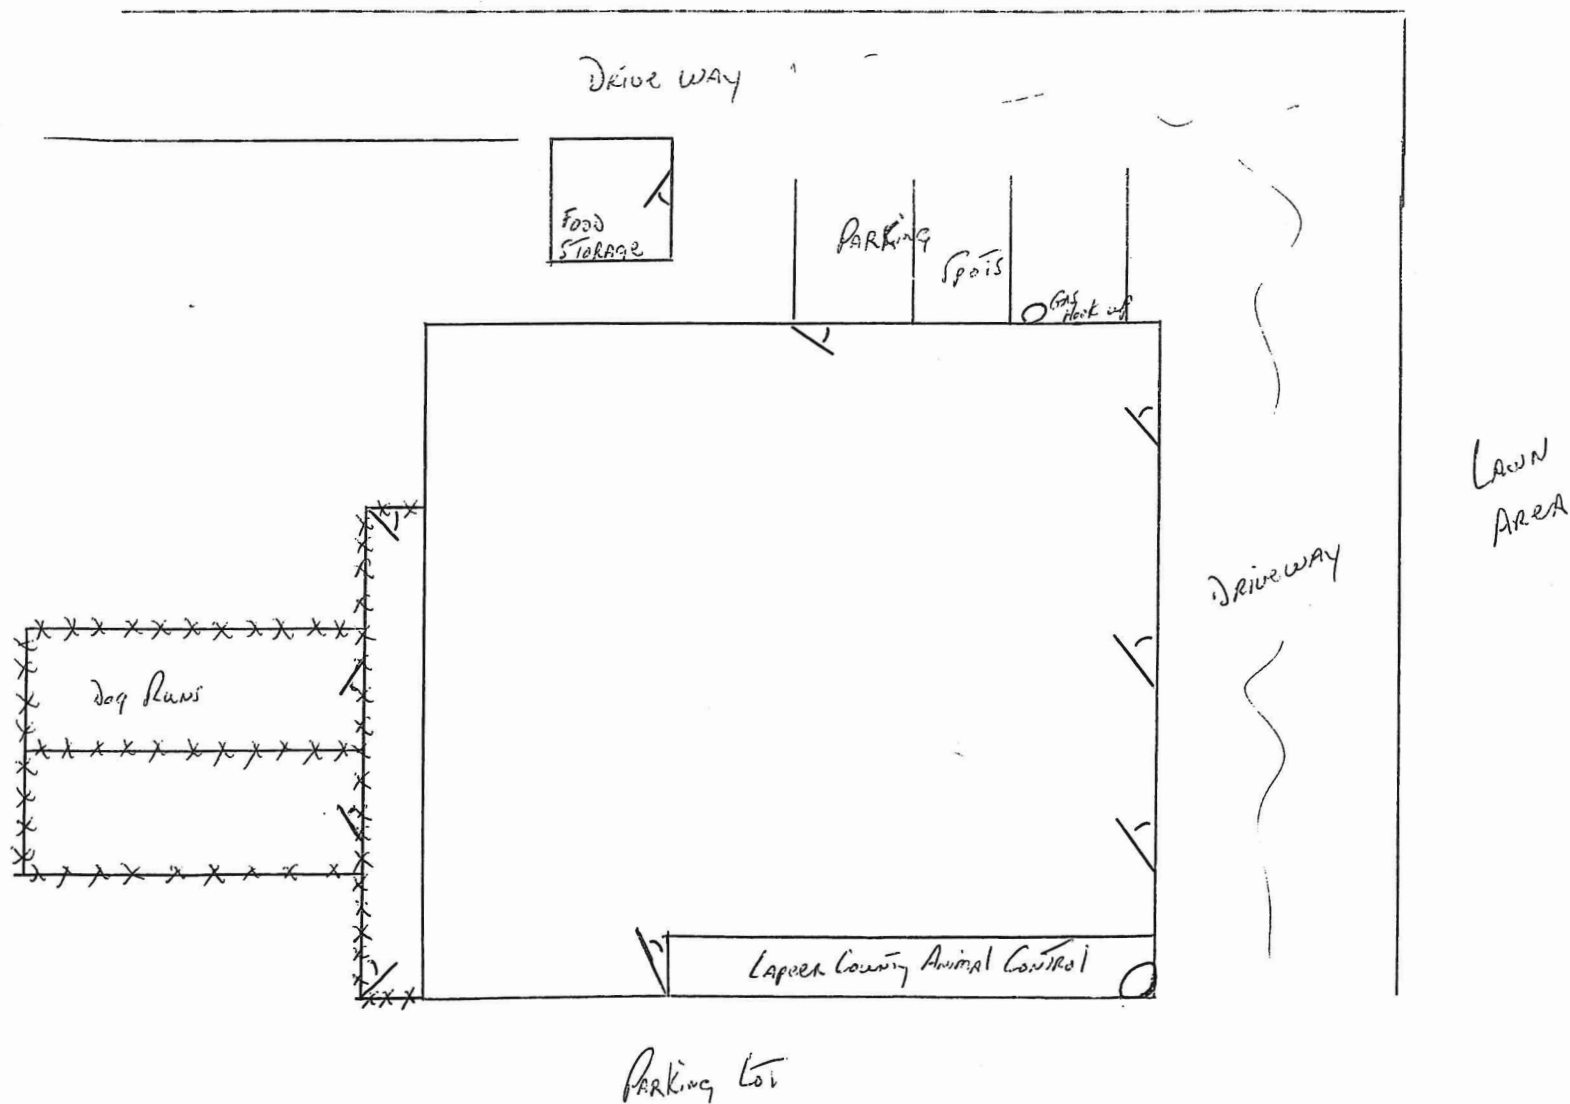 Drive way
Food
Storage
Parking
Spots
Gas
Hook up
Lawn
Area
Driveway
Dog Runs
Lapeer County Animal Control
Parking Lot